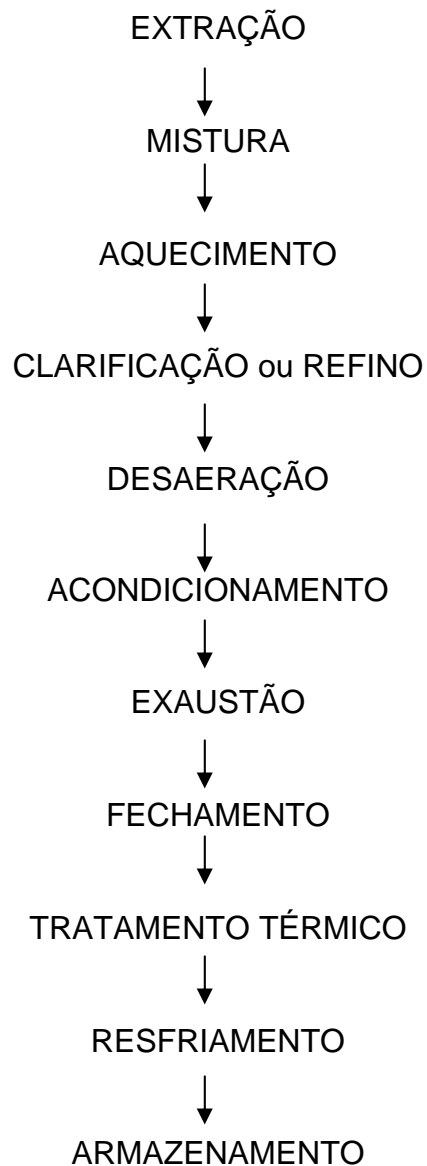 EXTRAÇÃO
MISTURA
AQUECIMENTO
CLARIFICAÇÃO ou REFINO
DESAERAÇÃO
ACONDICIONAMENTO
EXAUSTÃO
FECHAMENTO
TRATAMENTO TÉRMICO
RESFRIAMENTO
ARMAZENAMENTO